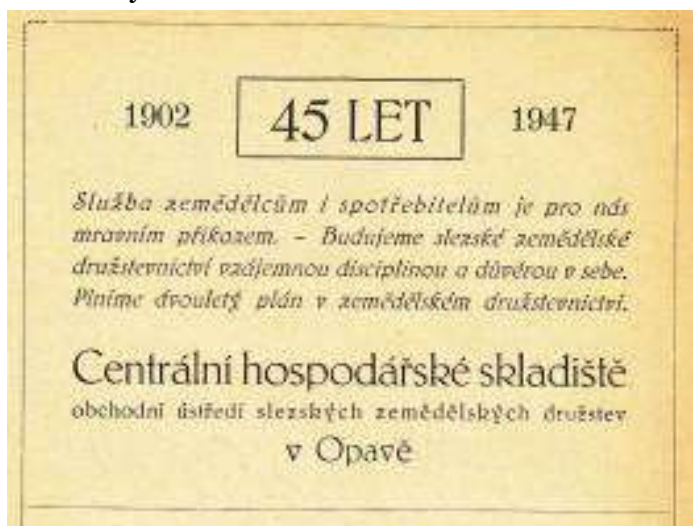 1902 45 LET 1947
Služba zemědělcům i spotřebitelům je pro nás
mravním příkazem. – Budujeme slezské zemědělské
družstevnictví vzájemnou disciplinou a důvěrou v sebe.
Plníme dvouletý plán v zemědělském družstevnictví.
Centrální hospodářské skladiště
obchodní ústředí slezských zemědělských družstev
v Opavě